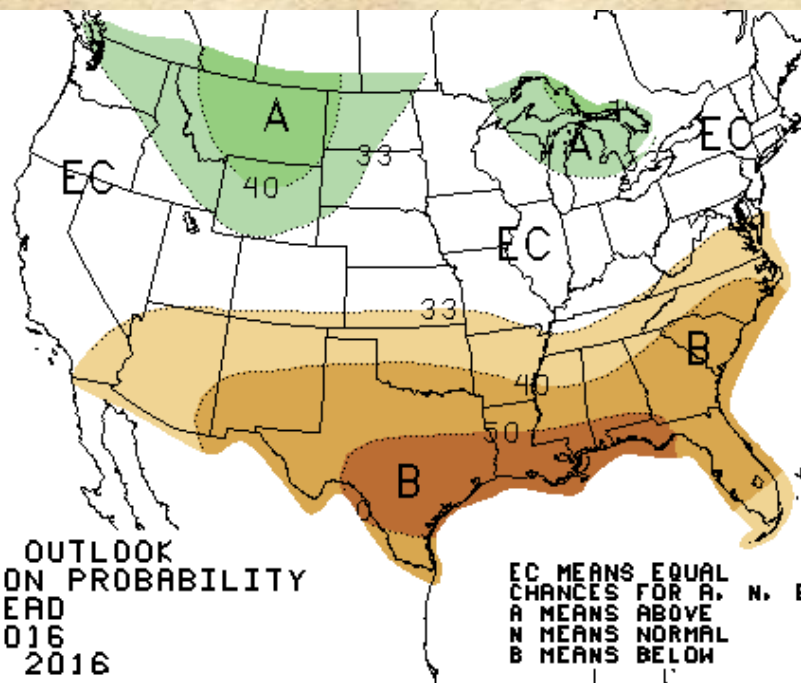 A
33
A
EC
EC
40
EC
33
B
40
50
B
0
OUTLOOK
ON PROBABILITY
EAD
016
2016
EC MEANS EQUAL
CHANCES FOR A, N, B
A MEANS ABOVE
N MEANS NORMAL
B MEANS BELOW